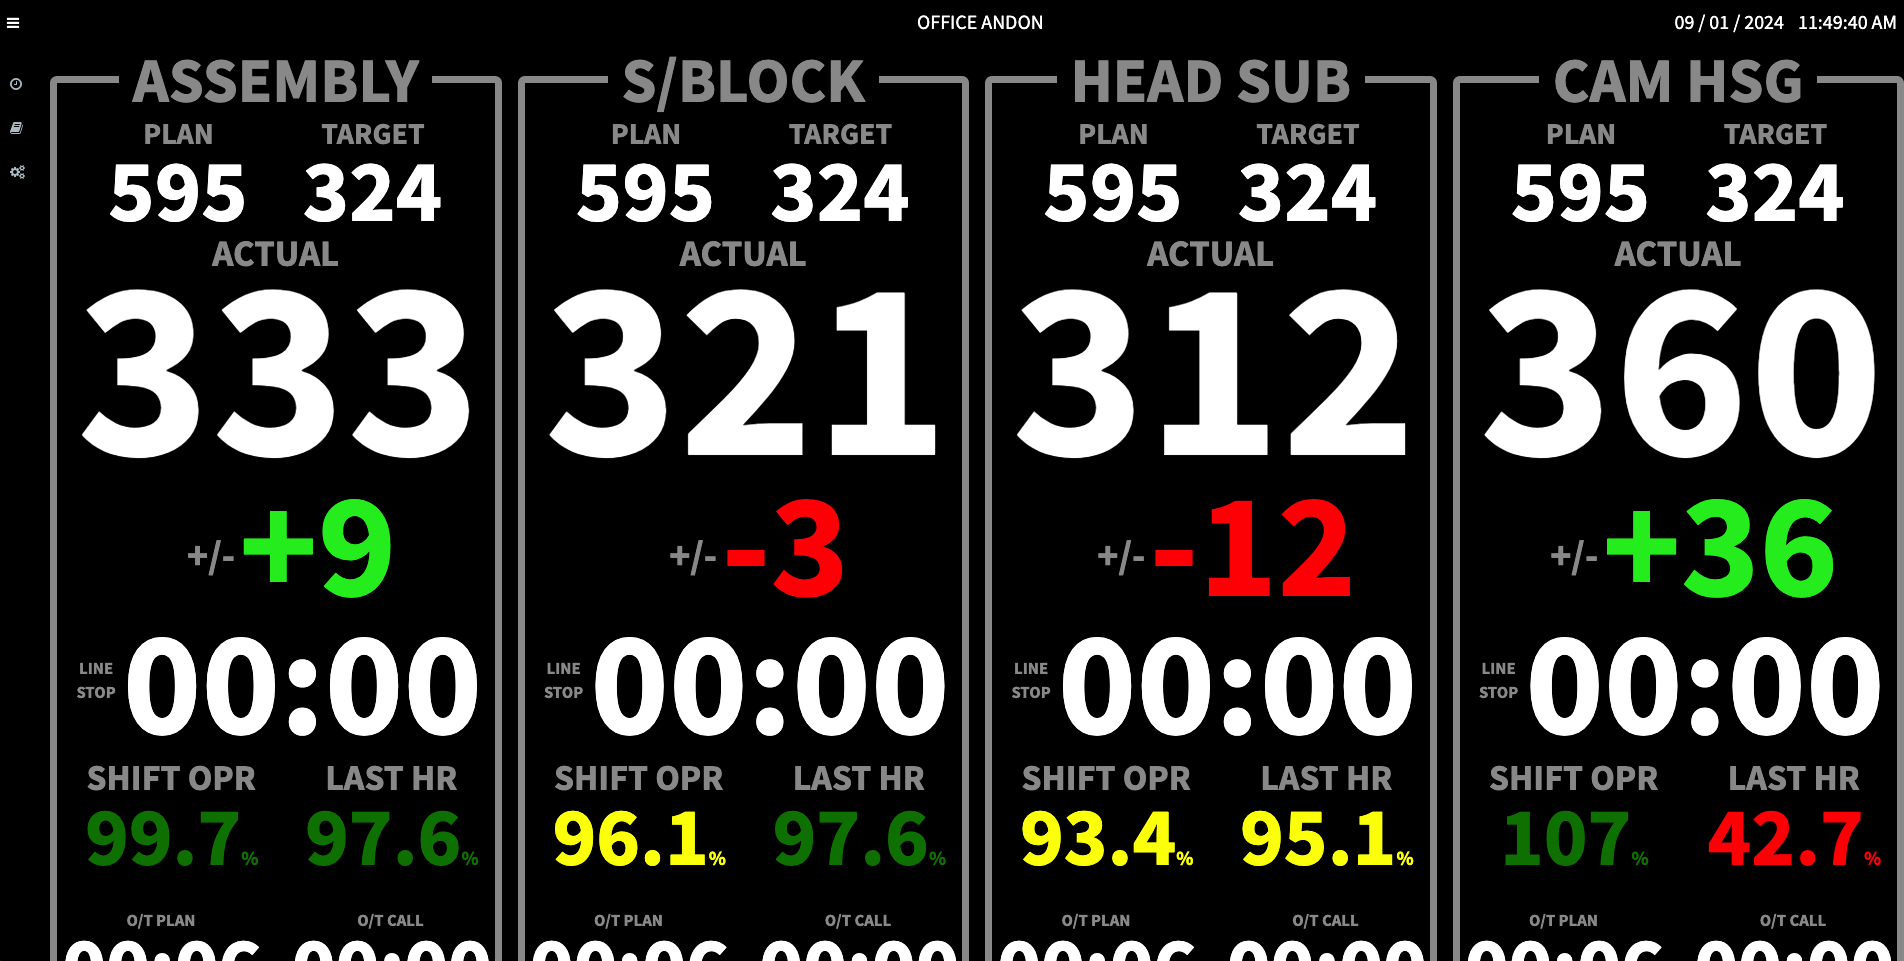 OFFICE ANDON 09 / 01 / 2024 11:49:40 AM
ASSEMBLY
PLAN TARGET
595 324
ACTUAL
333
+/- +9
LINE STOP 00:00
SHIFT OPR LAST HR
99.7% 97.6%
O/T PLAN O/T CALL
S/BLOCK
PLAN TARGET
595 324
ACTUAL
321
+/- -3
LINE STOP 00:00
SHIFT OPR LAST HR
96.1% 97.6%
O/T PLAN O/T CALL
HEAD SUB
PLAN TARGET
595 324
ACTUAL
312
+/- -12
LINE STOP 00:00
SHIFT OPR LAST HR
93.4% 95.1%
O/T PLAN O/T CALL
CAM HSG
PLAN TARGET
595 324
ACTUAL
360
+/- +36
LINE STOP 00:00
SHIFT OPR LAST HR
107% 42.7%
O/T PLAN O/T CALL